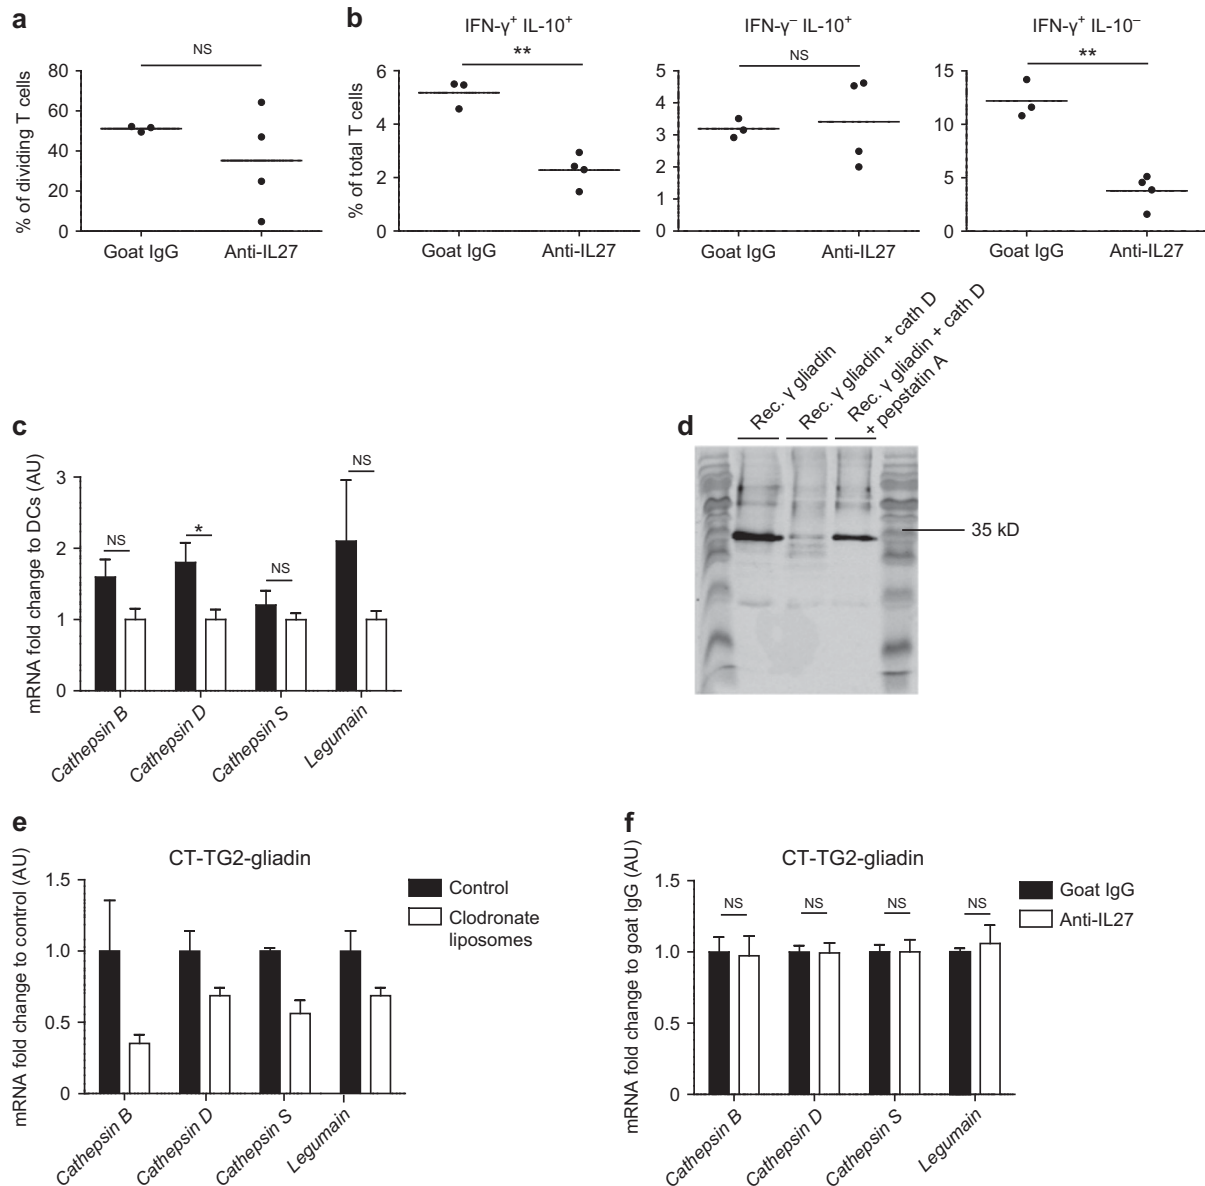 a
NS
% of dividing T cells
80
60
40
20
0
Goat IgG
Anti-IL27
b
IFN-γ⁺ IL-10⁺
**
% of total T cells
6
4
2
0
Goat IgG
Anti-IL27
IFN-γ⁻ IL-10⁺
NS
5
4
3
2
1
0
Goat IgG
Anti-IL27
IFN-γ⁺ IL-10⁻
**
15
10
5
0
Goat IgG
Anti-IL27
c
mRNA fold change to DCs (AU)
3
2
1
0
NS
*
NS
NS
Cathepsin B
Cathepsin D
Cathepsin S
Legumain
d
Rec. γ gliadin
Rec. γ gliadin + cath D
Rec. γ gliadin + cath D
+ pepstatin A
35 kD
e
CT-TG2-gliadin
mRNA fold change to control (AU)
1.5
1.0
0.5
0
Control
Clodronate
liposomes
Cathepsin B
Cathepsin D
Cathepsin S
Legumain
f
CT-TG2-gliadin
mRNA fold change to goat IgG (AU)
1.5
1.0
0.5
0
NS
NS
NS
NS
Goat IgG
Anti-IL27
Cathepsin B
Cathepsin D
Cathepsin S
Legumain